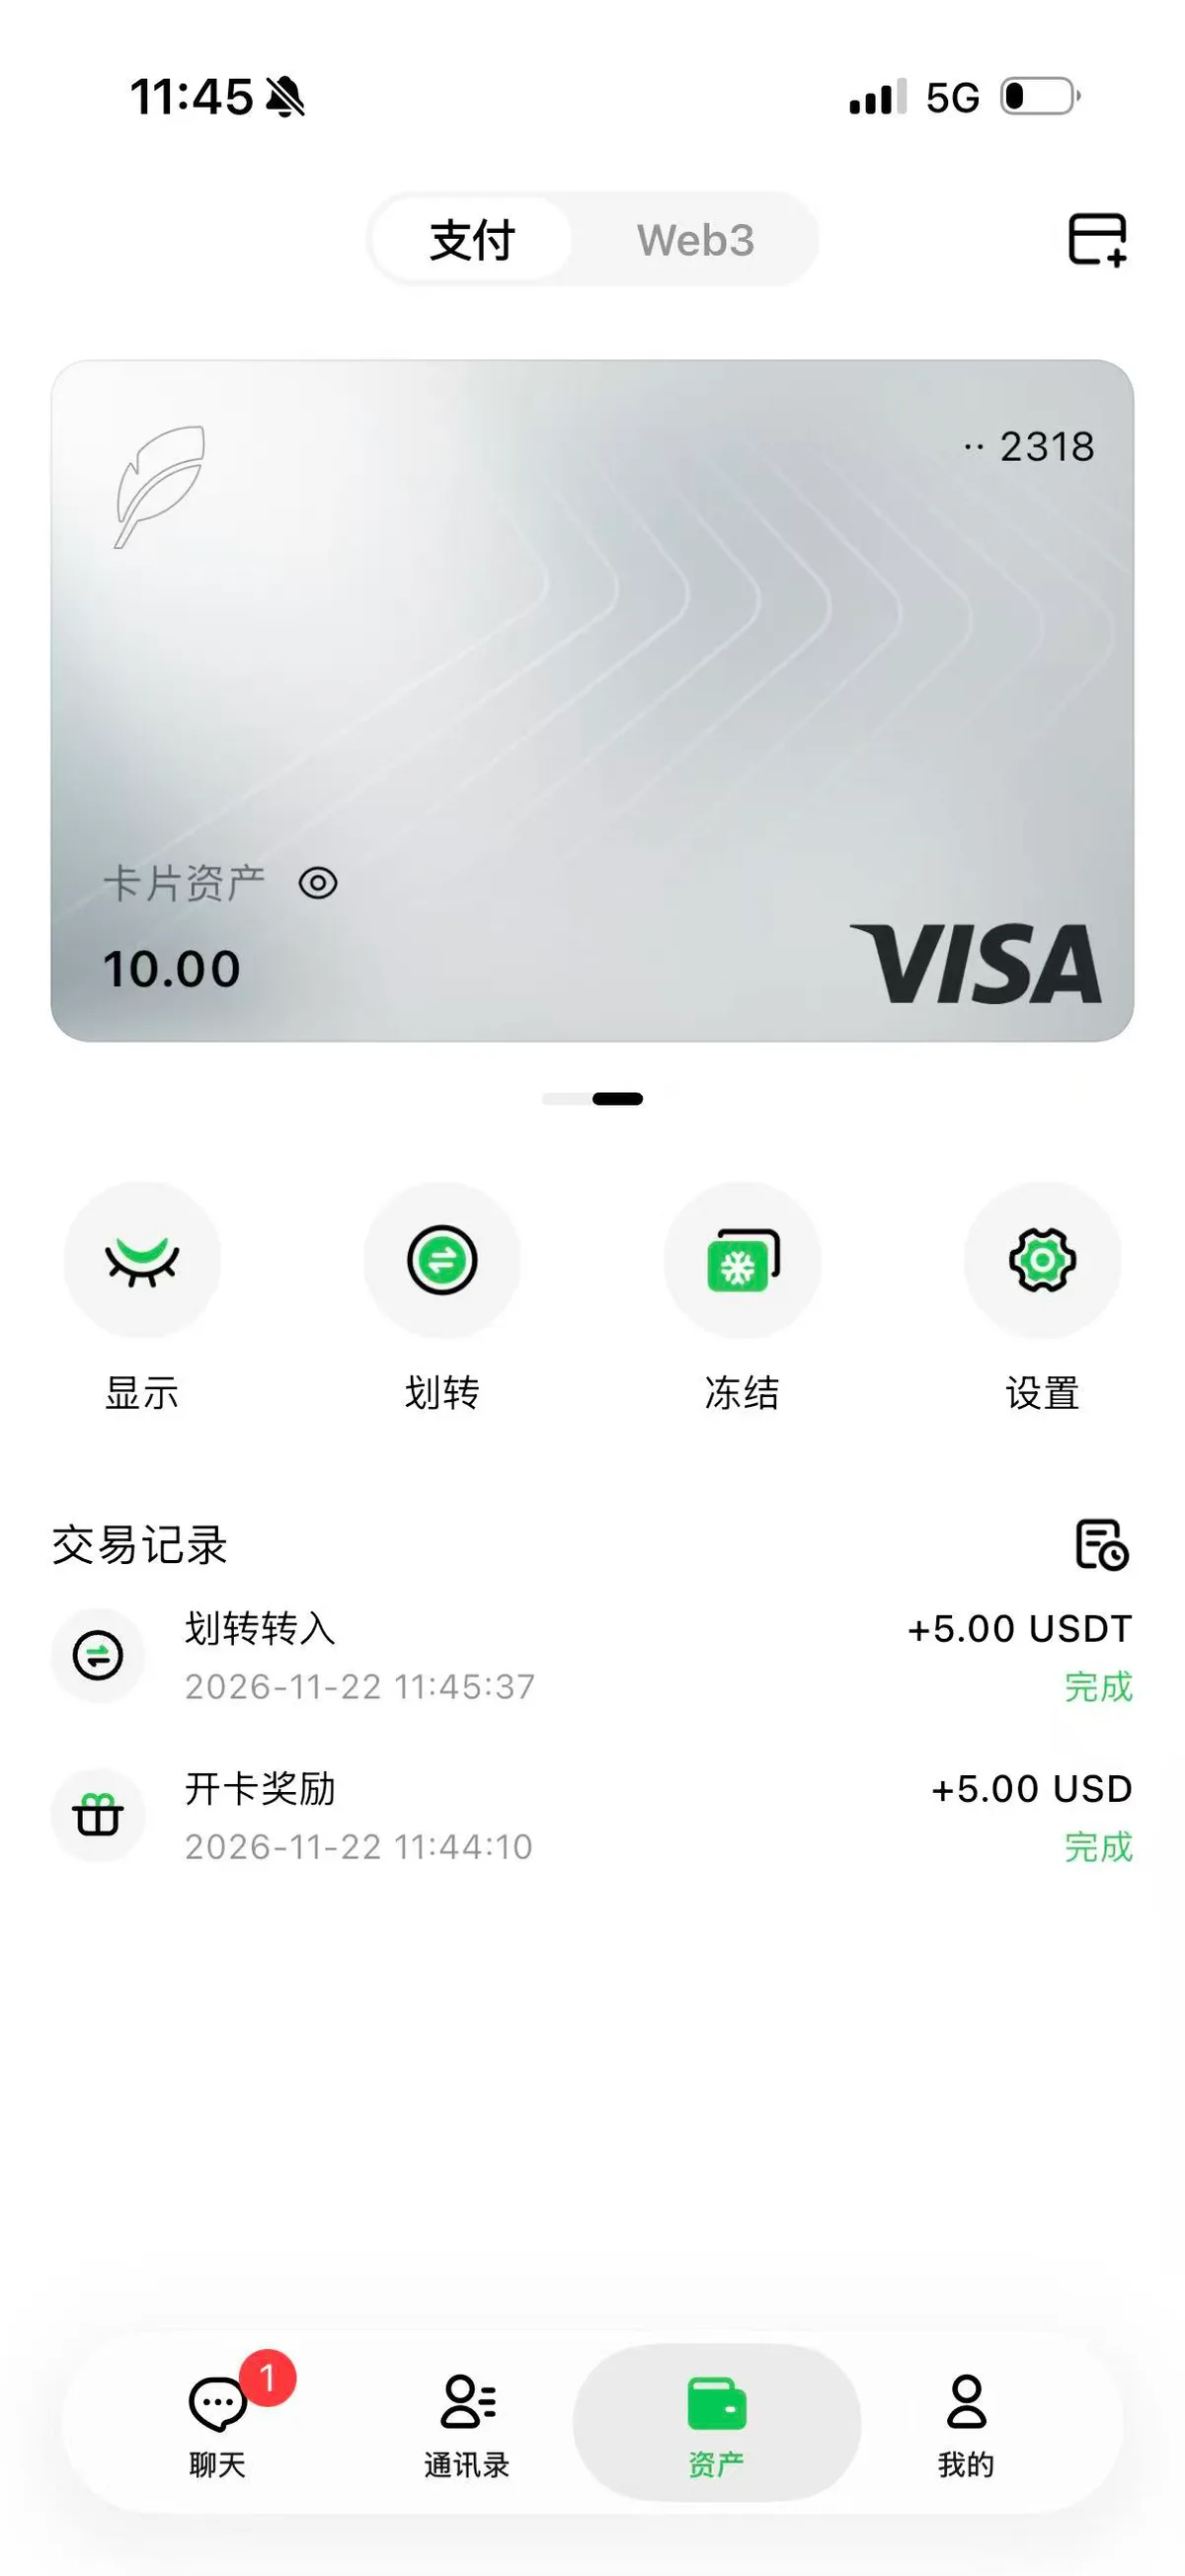 11:45 5G
支付 Web3
·· 2318
卡片资产
10.00
VISA
显示 划转 冻结 设置
交易记录
划转转入 +5.00 USDT
2026-11-22 11:45:37 完成
开卡奖励 +5.00 USD
2026-11-22 11:44:10 完成
1
聊天 通讯录 资产 我的